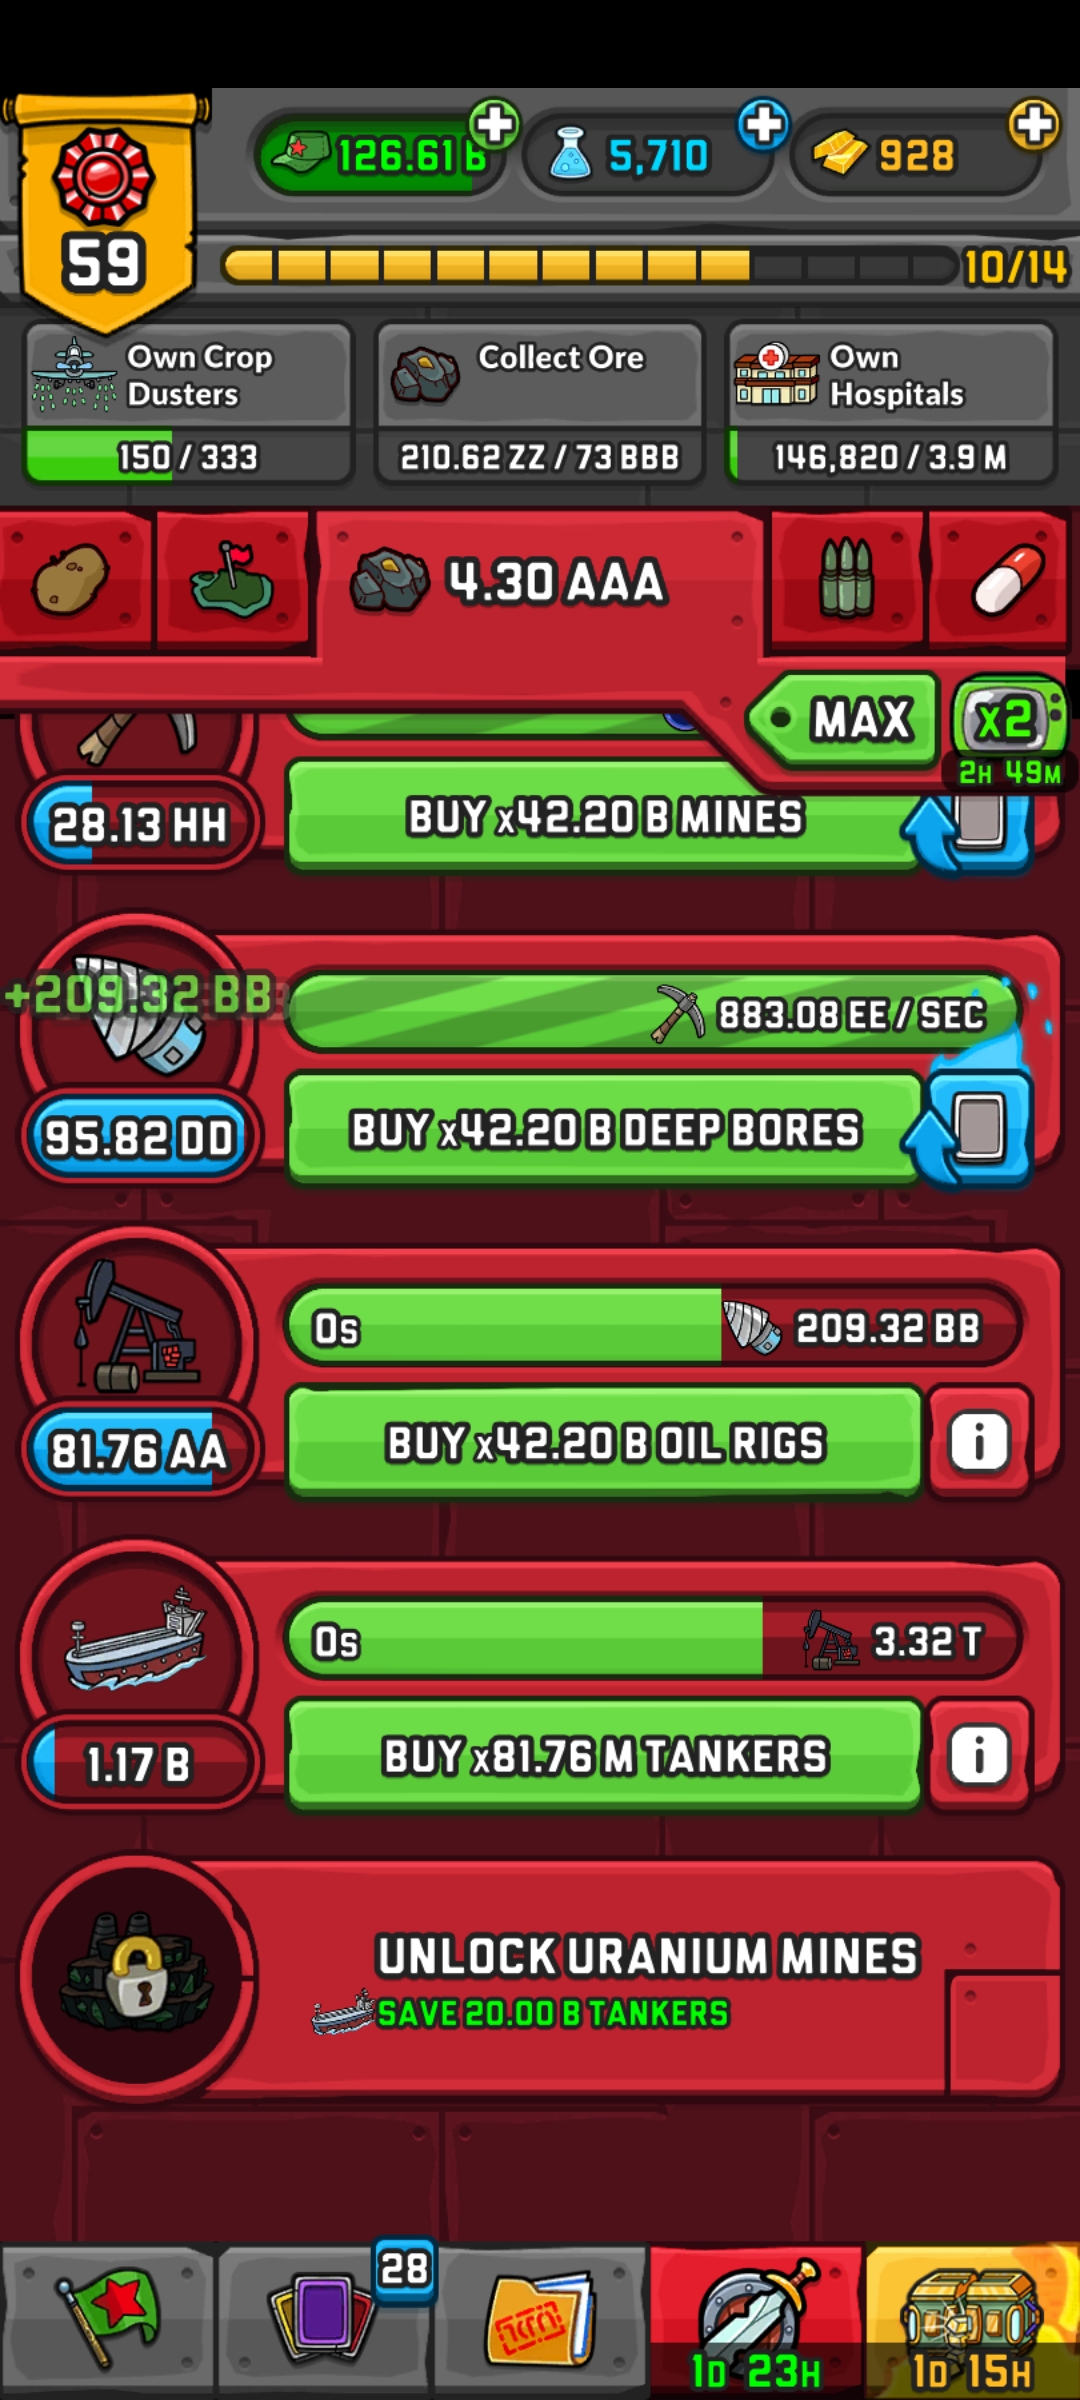 126.61 B
5,710
928
59
10/14
Own Crop
Dusters
150 / 333
Collect Ore
210.62 ZZ / 73 BBB
Own
Hospitals
146,820 / 3.9 M
4.30 AAA
MAX
x2
2H 49M
28.13 HH
BUY x42.20 B MINES
+209.32 BB
883.08 EE / SEC
95.82 DD
BUY x42.20 B DEEP BORES
0s
209.32 BB
81.76 AA
BUY x42.20 B OIL RIGS
i
0s
3.32 T
1.17 B
BUY x81.76 M TANKERS
i
UNLOCK URANIUM MINES
SAVE 20.00 B TANKERS
28
1D 23H
1D 15H